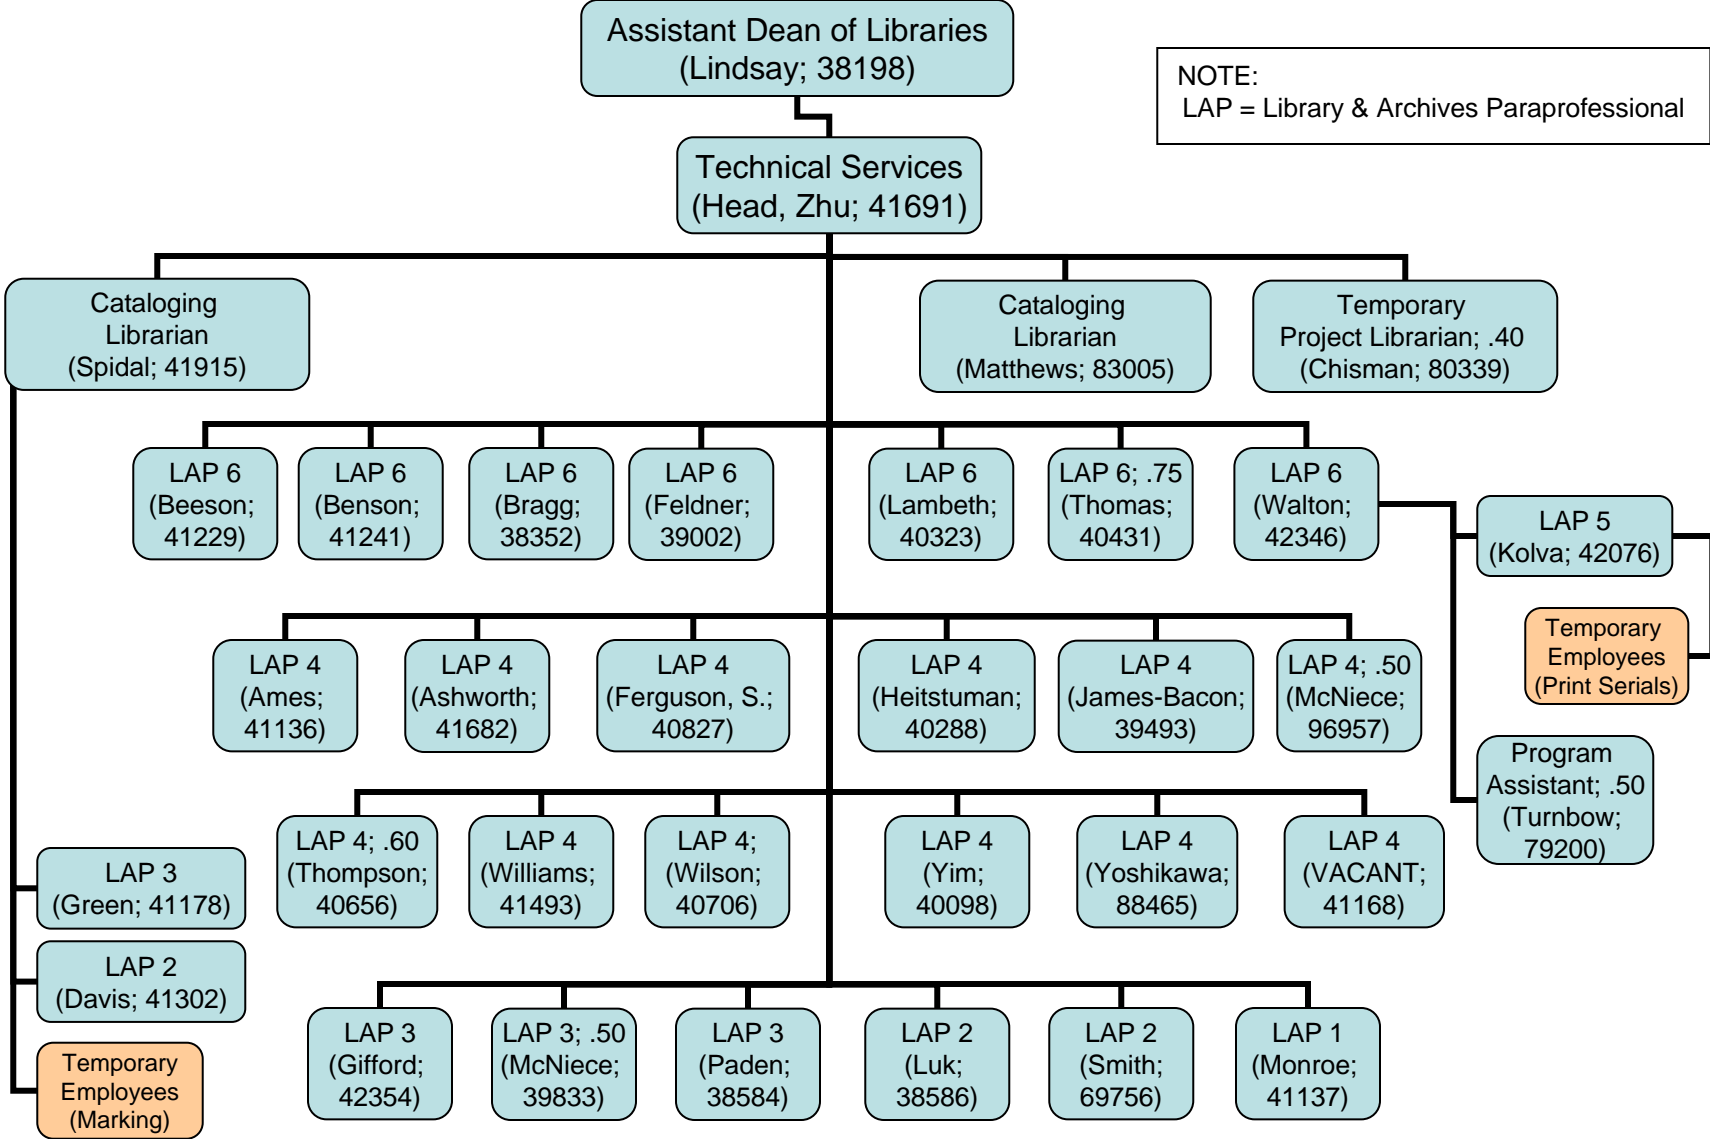 Assistant Dean of Libraries
(Lindsay; 38198)
NOTE:
LAP = Library & Archives Paraprofessional
Technical Services
(Head, Zhu; 41691)
Cataloging
Librarian
(Spidal; 41915)
Cataloging
Librarian
(Matthews; 83005)
Temporary
Project Librarian; .40
(Chisman; 80339)
LAP 6
(Beeson;
41229)
LAP 6
(Benson;
41241)
LAP 6
(Bragg;
38352)
LAP 6
(Feldner;
39002)
LAP 6
(Lambeth;
40323)
LAP 6; .75
(Thomas;
40431)
LAP 6
(Walton;
42346)
LAP 5
(Kolva; 42076)
Temporary
Employees
(Print Serials)
LAP 4
(Ames;
41136)
LAP 4
(Ashworth;
41682)
LAP 4
(Ferguson, S.;
40827)
LAP 4
(Heitstuman;
40288)
LAP 4
(James-Bacon;
39493)
LAP 4; .50
(McNiece;
96957)
Program
Assistant; .50
(Turnbow;
79200)
LAP 4; .60
(Thompson;
40656)
LAP 4
(Williams;
41493)
LAP 4;
(Wilson;
40706)
LAP 4
(Yim;
40098)
LAP 4
(Yoshikawa;
88465)
LAP 4
(VACANT;
41168)
LAP 3
(Green; 41178)
LAP 2
(Davis; 41302)
Temporary
Employees
(Marking)
LAP 3
(Gifford;
42354)
LAP 3; .50
(McNiece;
39833)
LAP 3
(Paden;
38584)
LAP 2
(Luk;
38586)
LAP 2
(Smith;
69756)
LAP 1
(Monroe;
41137)